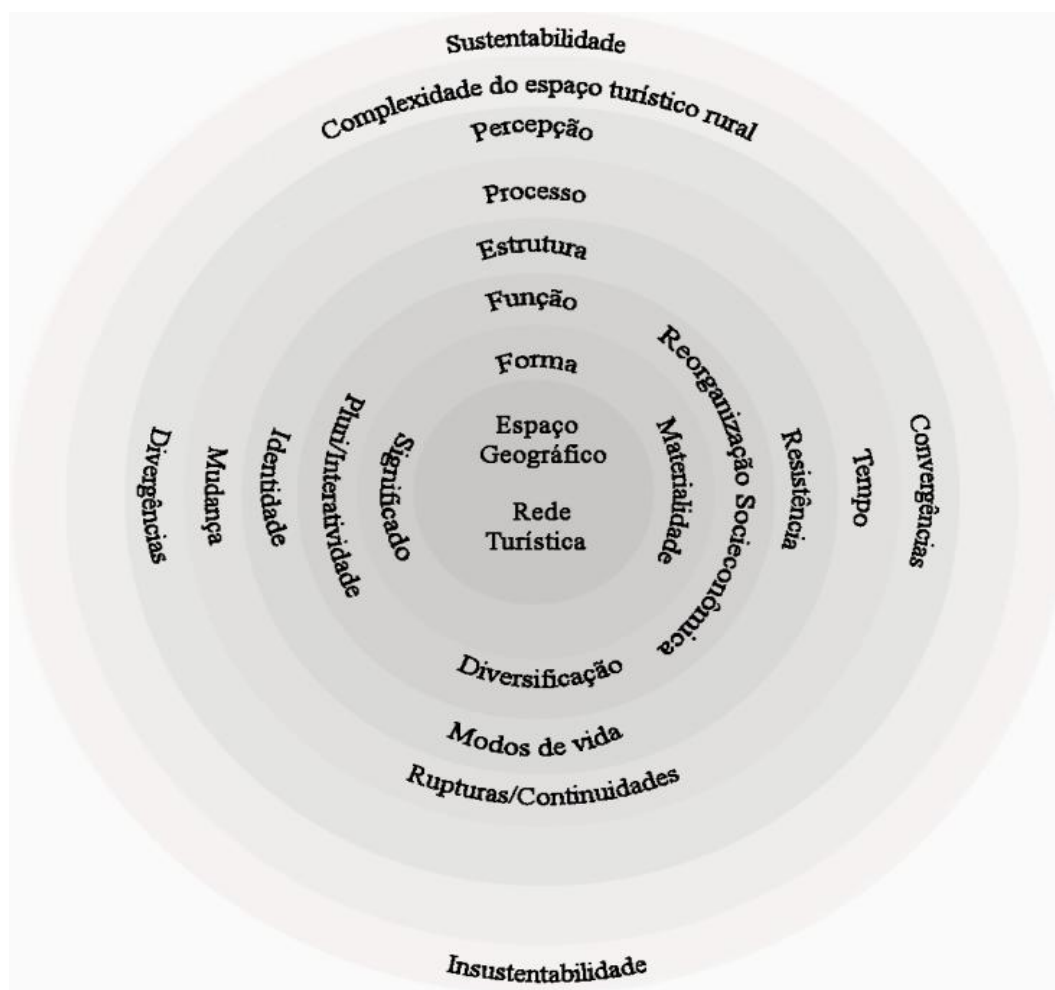 Sustentabilidade
Complexidade do espaço turístico rural
Percepção
Processo
Estrutura
Função
Forma
Espaço
Geográfico
Rede
Turística
Divergências
Mudança
Identidade
Pluri/Interatividade
Significado
Materialidade
Reorganização Socieconômica
Resistência
Tempo
Convergências
Diversificação
Modos de vida
Rupturas/Continuidades
Insustentabilidade